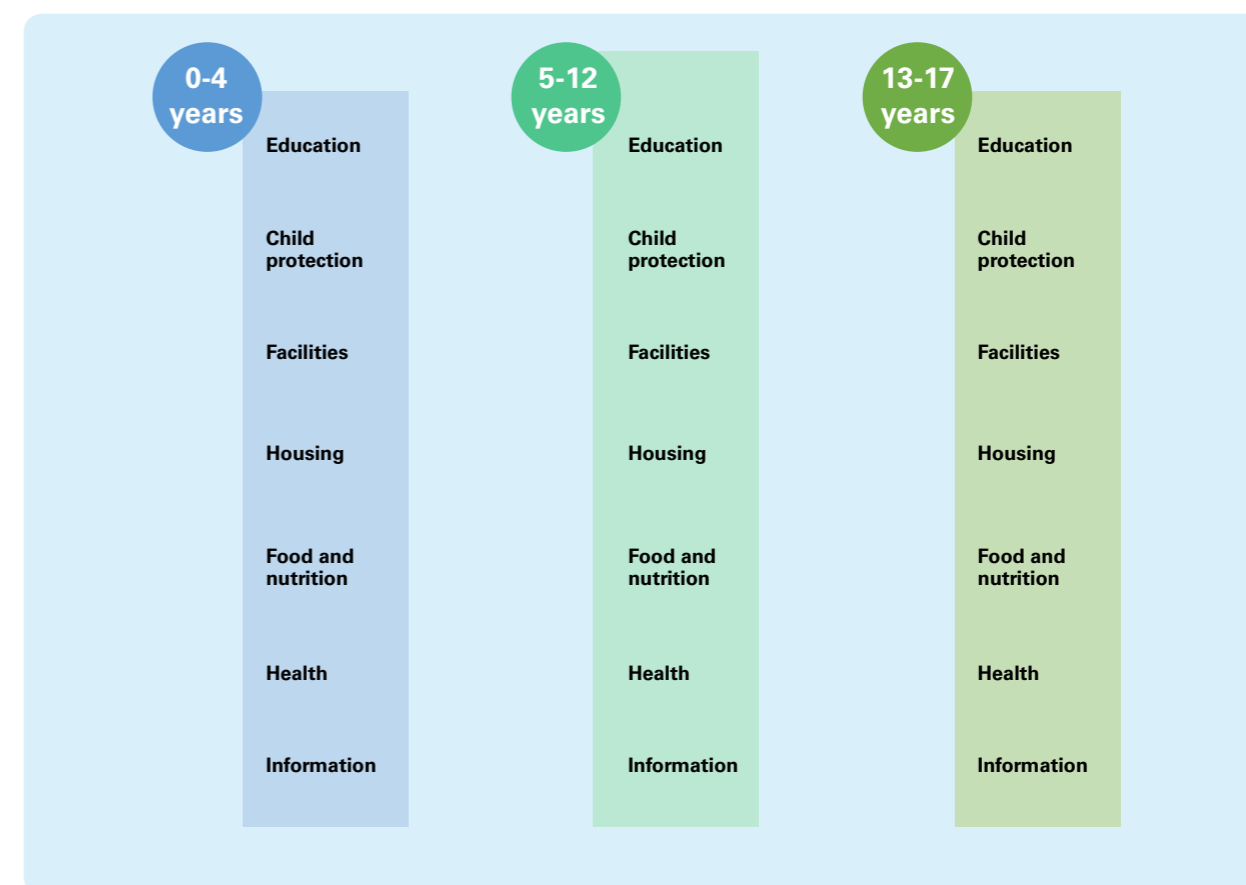 0-4
years
Education
Child
protection
Facilities
Housing
Food and
nutrition
Health
Information
5-12
years
Education
Child
protection
Facilities
Housing
Food and
nutrition
Health
Information
13-17
years
Education
Child
protection
Facilities
Housing
Food and
nutrition
Health
Information